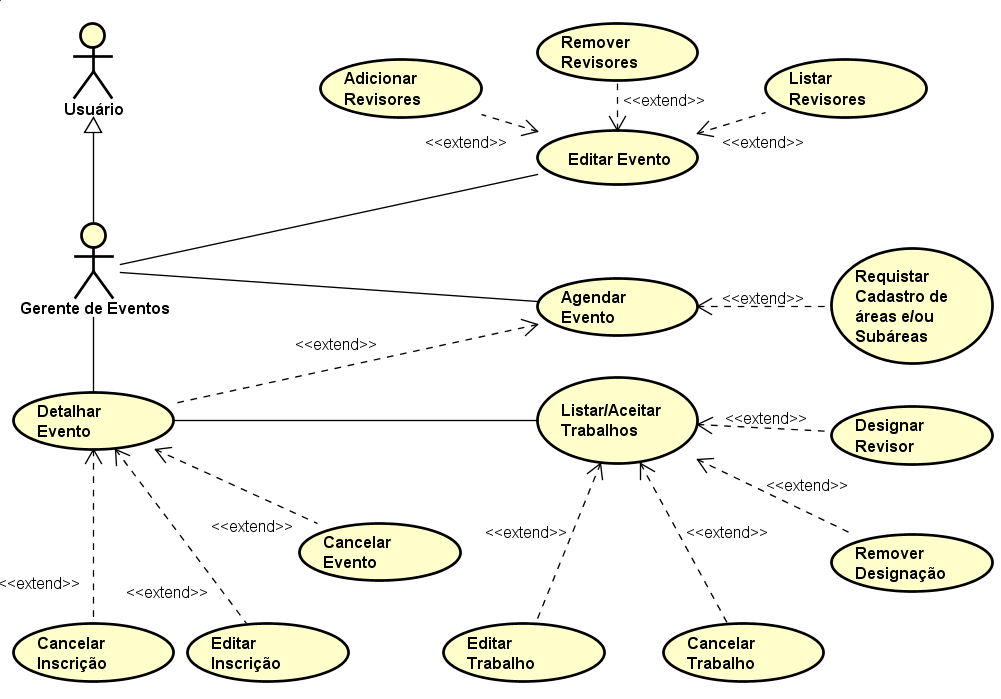 Usuário
Remover
Revisores
Adicionar
Revisores
Listar
Revisores
<<extend>>
<<extend>>
<<extend>>
Editar Evento
Gerente de Eventos
Agendar
Evento
<<extend>>
Requistar
Cadastro de
áreas e/ou
Subáreas
<<extend>>
Detalhar
Evento
Listar/Aceitar
Trabalhos
<<extend>>
Designar
Revisor
<<extend>>
<<extend>>
Cancelar
Evento
<<extend>>
<<extend>>
Remover
Designação
<<extend>>
<<extend>>
Cancelar
Inscrição
Editar
Inscrição
Editar
Trabalho
Cancelar
Trabalho